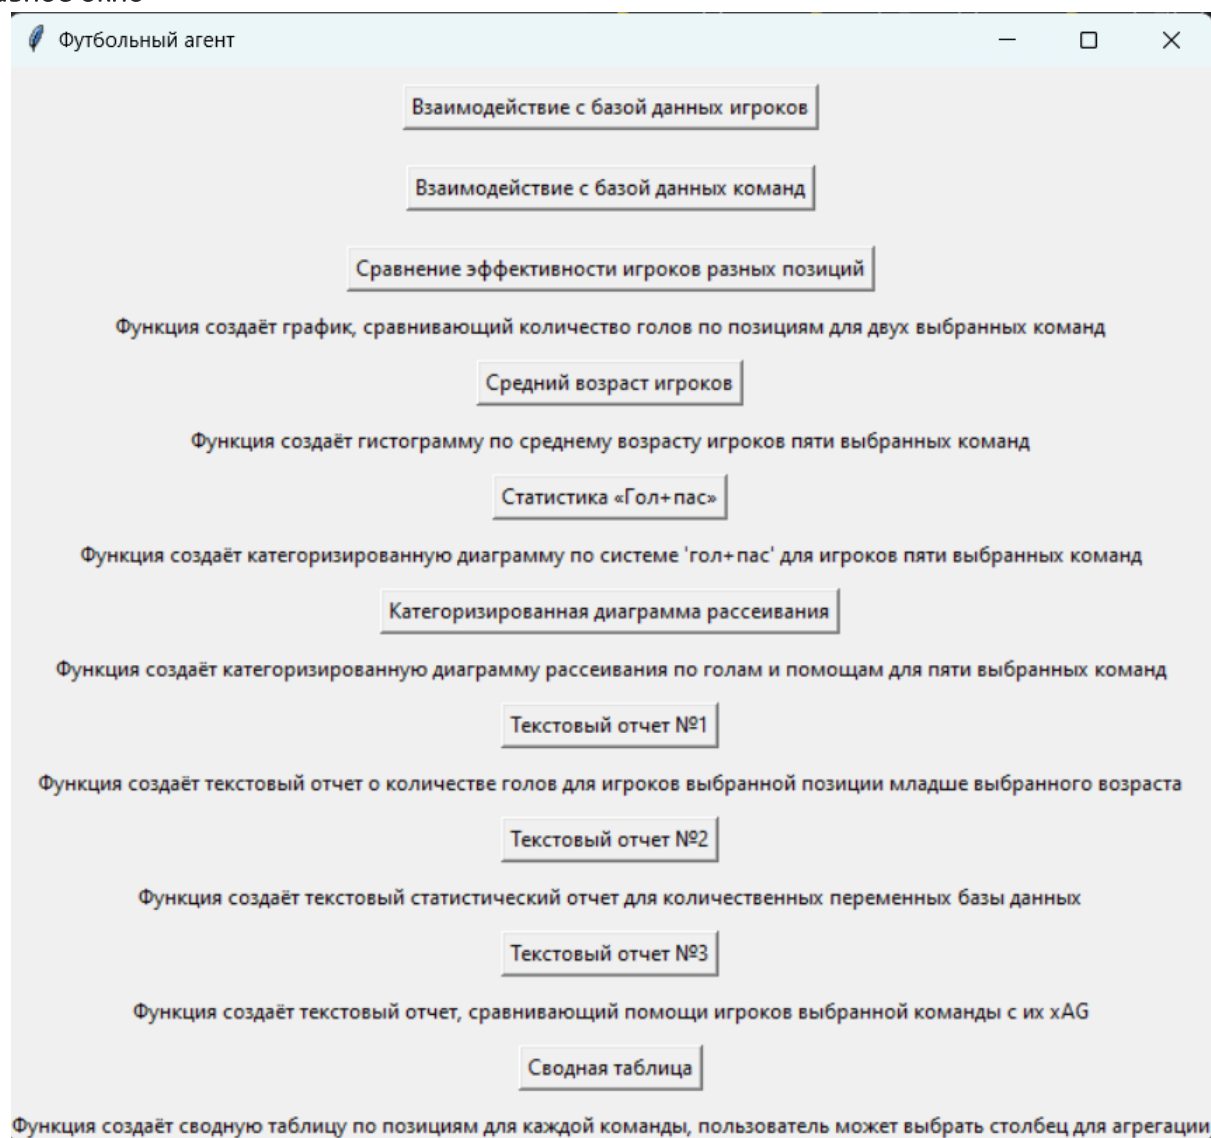 Футбольный агент
Взаимодействие с базой данных игроков
Взаимодействие с базой данных команд
Сравнение эффективности игроков разных позиций
Функция создаёт график, сравнивающий количество голов по позициям для двух выбранных команд
Средний возраст игроков
Функция создаёт гистограмму по среднему возрасту игроков пяти выбранных команд
Статистика «Гол+пас»
Функция создаёт категоризированную диаграмму по системе 'гол+пас' для игроков пяти выбранных команд
Категоризированная диаграмма рассеивания
Функция создаёт категоризированную диаграмму рассеивания по голам и помощам для пяти выбранных команд
Текстовый отчет №1
Функция создаёт текстовый отчет о количестве голов для игроков выбранной позиции младше выбранного возраста
Текстовый отчет №2
Функция создаёт текстовый статистический отчет для количественных переменных базы данных
Текстовый отчет №3
Функция создаёт текстовый отчет, сравнивающий помощи игроков выбранной команды с их xAG
Сводная таблица
Функция создаёт сводную таблицу по позициям для каждой команды, пользователь может выбрать столбец для агрегации